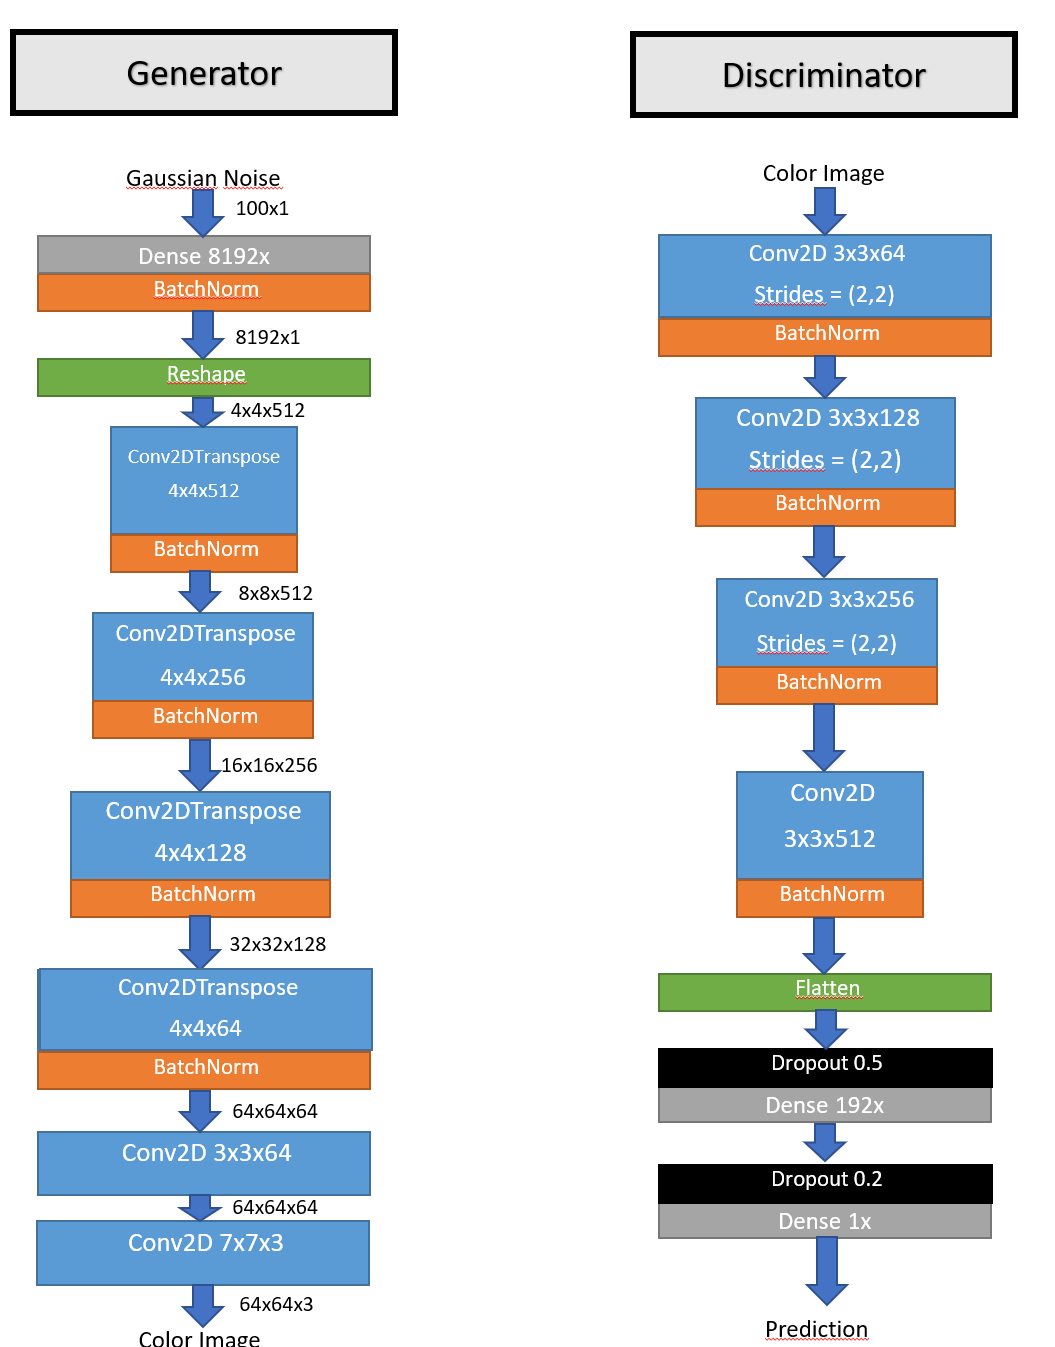 Generator
Gaussian Noise
100x1
Dense 8192x
BatchNorm
8192x1
Reshape
4x4x512
Conv2DTranspose
4x4x512
BatchNorm
8x8x512
Conv2DTranspose
4x4x256
BatchNorm
16x16x256
Conv2DTranspose
4x4x128
BatchNorm
32x32x128
Conv2DTranspose
4x4x64
BatchNorm
64x64x64
Conv2D 3x3x64
64x64x64
Conv2D 7x7x3
64x64x3
Color Image
Discriminator
Color Image
Conv2D 3x3x64
Strides = (2,2)
BatchNorm
Conv2D 3x3x128
Strides = (2,2)
BatchNorm
Conv2D 3x3x256
Strides = (2,2)
BatchNorm
Conv2D
3x3x512
BatchNorm
Flatten
Dropout 0.5
Dense 192x
Dropout 0.2
Dense 1x
Prediction